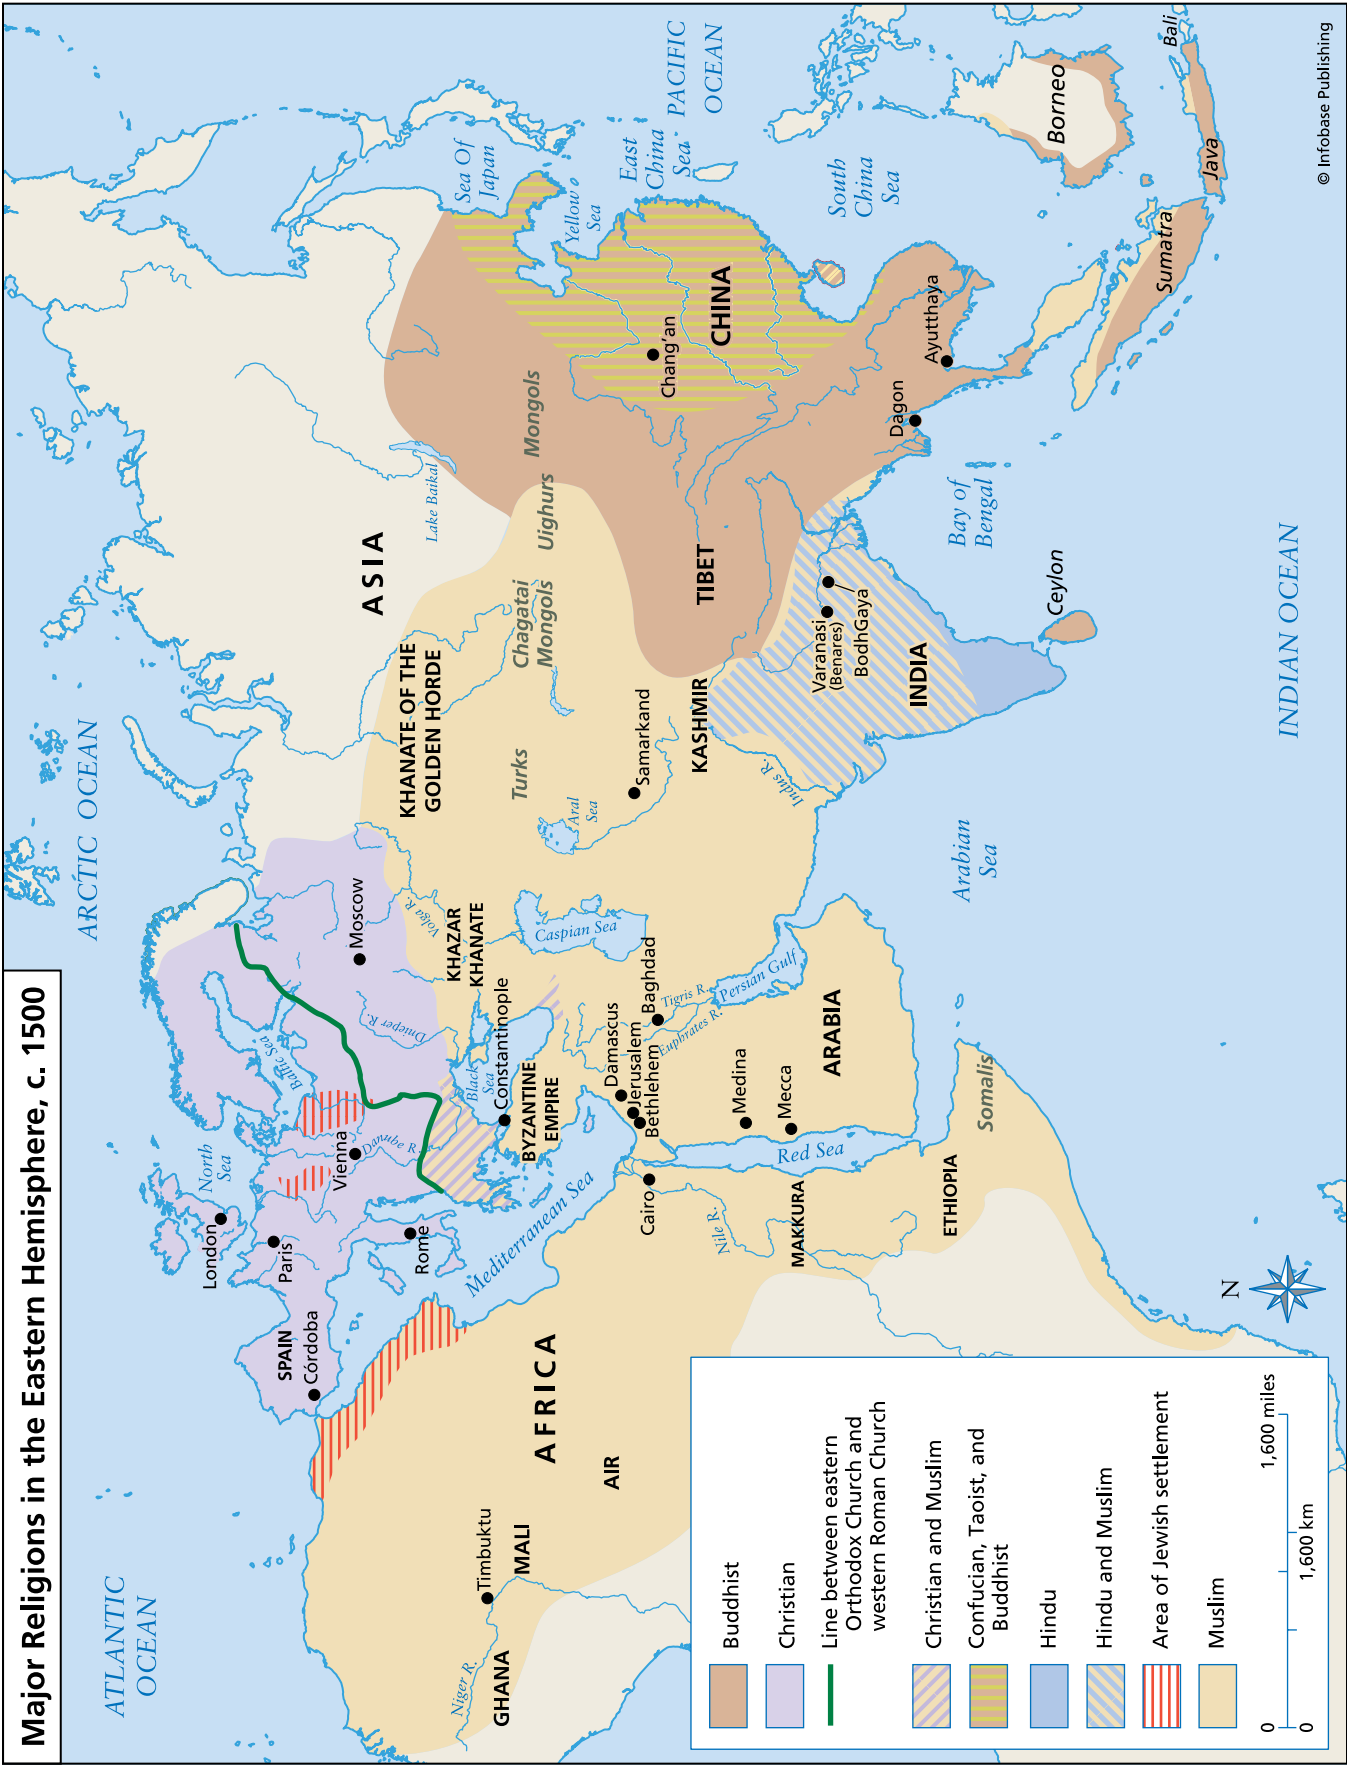 Major Religions in the Eastern Hemisphere, c. 1500
ARCTIC OCEAN
ATLANTIC
OCEAN
North
Sea
Baltic Sea
London
Paris
SPAIN
Córdoba
Vienna
Danube R.
Rome
Moscow
Dnieper R.
Volga R.
Black
Sea
Constantinople
BYZANTINE
EMPIRE
KHAZAR
KHANATE
Caspian Sea
Aral
Sea
KHANATE OF THE
GOLDEN HORDE
Turks
Chagatai
Mongols
Uighurs
Mongols
ASIA
Lake Baikal
Samarkand
KASHMIR
TIBET
Chang'an
CHINA
Sea Of
Japan
Yellow
Sea
East
China
Sea
PACIFIC
OCEAN
South
China
Sea
Mediterranean Sea
Damascus
Jerusalem
Bethlehem
Baghdad
Tigris R.
Euphrates R.
Persian Gulf
Cairo
Nile R.
Medina
Mecca
ARABIA
Red Sea
MAKKURA
ETHIOPIA
Somalis
AFRICA
AIR
Timbuktu
MALI
Niger R.
GHANA
Indus R.
Varanasi
(Benares)
BodhGaya
INDIA
Arabian
Sea
Bay of
Bengal
Ceylon
Dagon
Ayutthaya
INDIAN OCEAN
Sumatra
Java
Bali
Borneo
N
Buddhist
Christian
Line between eastern
Orthodox Church and
western Roman Church
Christian and Muslim
Confucian, Taoist, and
Buddhist
Hindu
Hindu and Muslim
Area of Jewish settlement
Muslim
0 1,600 miles
0 1,600 km
© Infobase Publishing